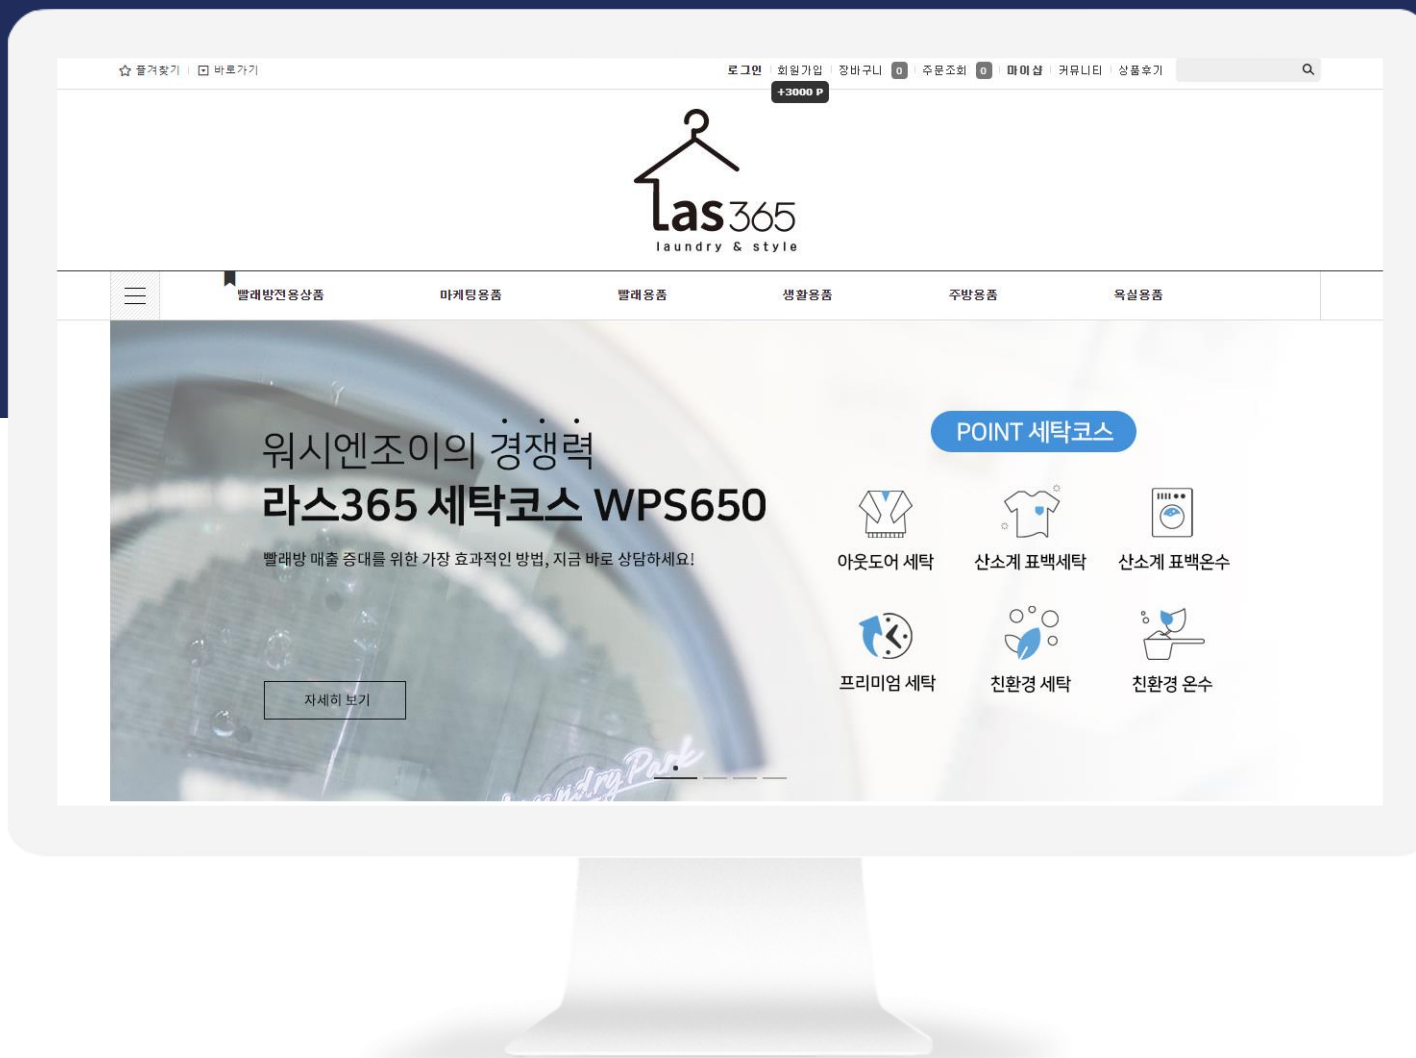 즐겨찾기 바로가기 로그인 회원가입 장바구니 0 주문조회 0 마이샵 커뮤니티 상품후기
+3000 P
Las365
laundry & style
빨래방전용상품 마케팅용품 빨래용품 생활용품 주방용품 욕실용품
워시엔조이의 경쟁력
라스365 세탁코스 WPS650
빨래방 매출 증대를 위한 가장 효과적인 방법, 지금 바로 상담하세요!
자세히 보기
POINT 세탁코스
아웃도어 세탁 산소계 표백세탁 산소계 표백온수
프리미엄 세탁 친환경 세탁 친환경 온수
Laundry Park